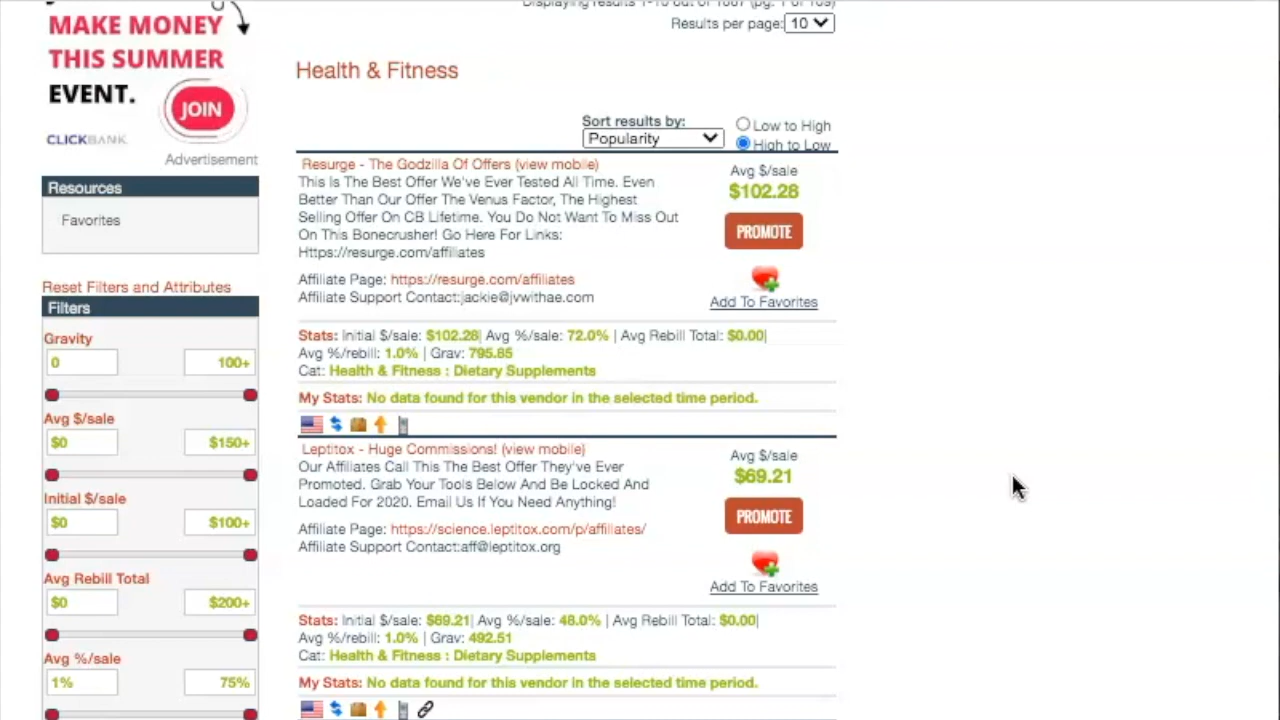 MAKE MONEY
THIS SUMMER
EVENT.
JOIN
CLICKBANK
Advertisement
Resources
Favorites
Reset Filters and Attributes
Filters
Gravity
0
100+
Avg $/sale
$0
$150+
Initial $/sale
$0
$100+
Avg Rebill Total
$0
$200+
Avg %/sale
1%
75%
Results per page: 10
Health & Fitness
Sort results by:
Popularity
Low to High
High to Low
Resurge - The Godzilla Of Offers (view mobile)
This Is The Best Offer We've Ever Tested All Time. Even
Better Than Our Offer The Venus Factor, The Highest
Selling Offer On CB Lifetime. You Do Not Want To Miss Out
On This Bonecrusher! Go Here For Links:
Https://resurge.com/affiliates
Affiliate Page: https://resurge.com/affiliates
Affiliate Support Contact:jackie@jvwithae.com
Avg $/sale
$102.28
PROMOTE
Add To Favorites
Stats: Initial $/sale: $102.28| Avg %/sale: 72.0% | Avg Rebill Total: $0.00|
Avg %/rebill: 1.0% | Grav: 795.85
Cat: Health & Fitness : Dietary Supplements
My Stats: No data found for this vendor in the selected time period.
Leptitox - Huge Commissions! (view mobile)
Our Affiliates Call This The Best Offer They've Ever
Promoted. Grab Your Tools Below And Be Locked And
Loaded For 2020. Email Us If You Need Anything!
Affiliate Page: https://science.leptitox.com/p/affiliates/
Affiliate Support Contact:aff@leptitox.org
Avg $/sale
$69.21
PROMOTE
Add To Favorites
Stats: Initial $/sale: $69.21| Avg %/sale: 48.0% | Avg Rebill Total: $0.00|
Avg %/rebill: 1.0% | Grav: 492.51
Cat: Health & Fitness : Dietary Supplements
My Stats: No data found for this vendor in the selected time period.